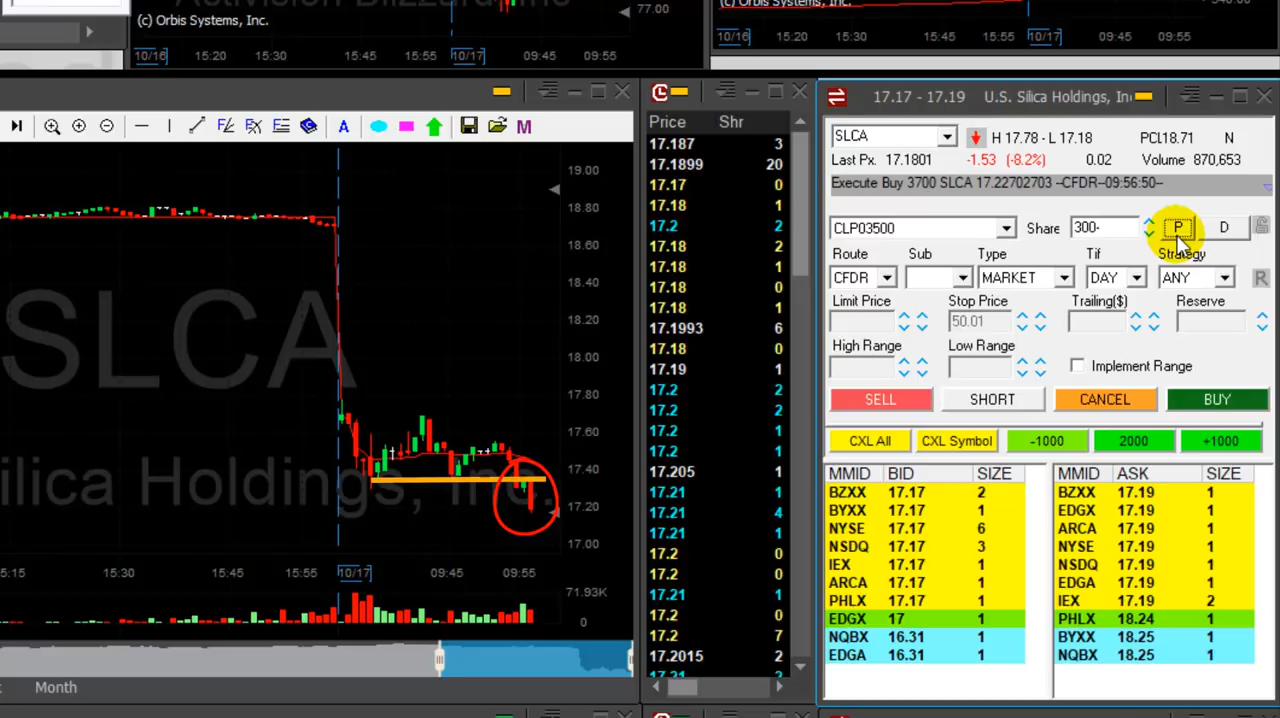 Activision Blizzard, Inc
(c) Orbis Systems, Inc.
77.00
10/16 15:20 15:30 15:45 15:55 10/17 09:45 09:55
(c) Orbis Systems, Inc.
10/16 15:20 15:30 15:45 15:55 10/17 09:45 09:55
A M
19.00
18.80
18.60
18.40
18.20
18.00
17.80
17.60
17.40
17.20
17.00
SLCA
ilica Holdings, Inc.
5:15 15:30 15:45 15:55 10/17 09:45 09:55
71.93K
0
Month
Price Shr
17.187 3
17.1899 20
17.17 0
17.18 1
17.2 2
17.18 2
17.18 1
17.18 0
17.18 1
17.1993 6
17.18 0
17.19 1
17.2 2
17.2 2
17.2 1
17.2 1
17.205 1
17.21 1
17.21 4
17.21 1
17.2 0
17.2 0
17.21 1
17.2 0
17.2 7
17.2015 2
17.21 1
17.17 - 17.19 U.S. Silica Holdings, In
SLCA H 17.78 - L 17.18 PCL18.71 N
Last Px. 17.1801 -1.53 (-8.2%) 0.02 Volume 870,653
Execute Buy 3700 SLCA 17.22702703 --CFDR--09:56:50--
CLP03500 Share 300- P D
Route Sub Type Tif Strategy
CFDR MARKET DAY ANY R
Limit Price Stop Price Trailing($) Reserve
50.01
High Range Low Range Implement Range
SELL SHORT CANCEL BUY
CXL All CXL Symbol -1000 2000 +1000
MMID BID SIZE MMID ASK SIZE
BZXX 17.17 2 BZXX 17.19 1
BYXX 17.17 1 EDGX 17.19 1
NYSE 17.17 6 ARCA 17.19 1
NSDQ 17.17 3 NYSE 17.19 1
IEX 17.17 1 NSDQ 17.19 1
ARCA 17.17 1 EDGA 17.19 1
PHLX 17.17 1 IEX 17.19 2
EDGX 17 1 PHLX 18.24 1
NQBX 16.31 1 BYXX 18.25 1
EDGA 16.31 1 NQBX 18.25 1